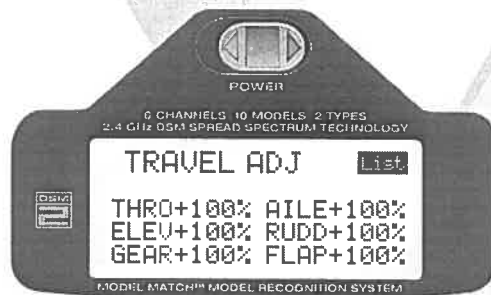 POWER
6 CHANNELS 10 MODELS 2 TYPES
2.4 GHz DSM SPREAD SPECTRUM TECHNOLOGY
TRAVEL ADJ List
DSM
2
THRO+100% AILE+100%
ELEV+100% RUDD+100%
GEAR+100% FLAP+100%
MODEL MATCH™ MODEL RECOGNITION SYSTEM